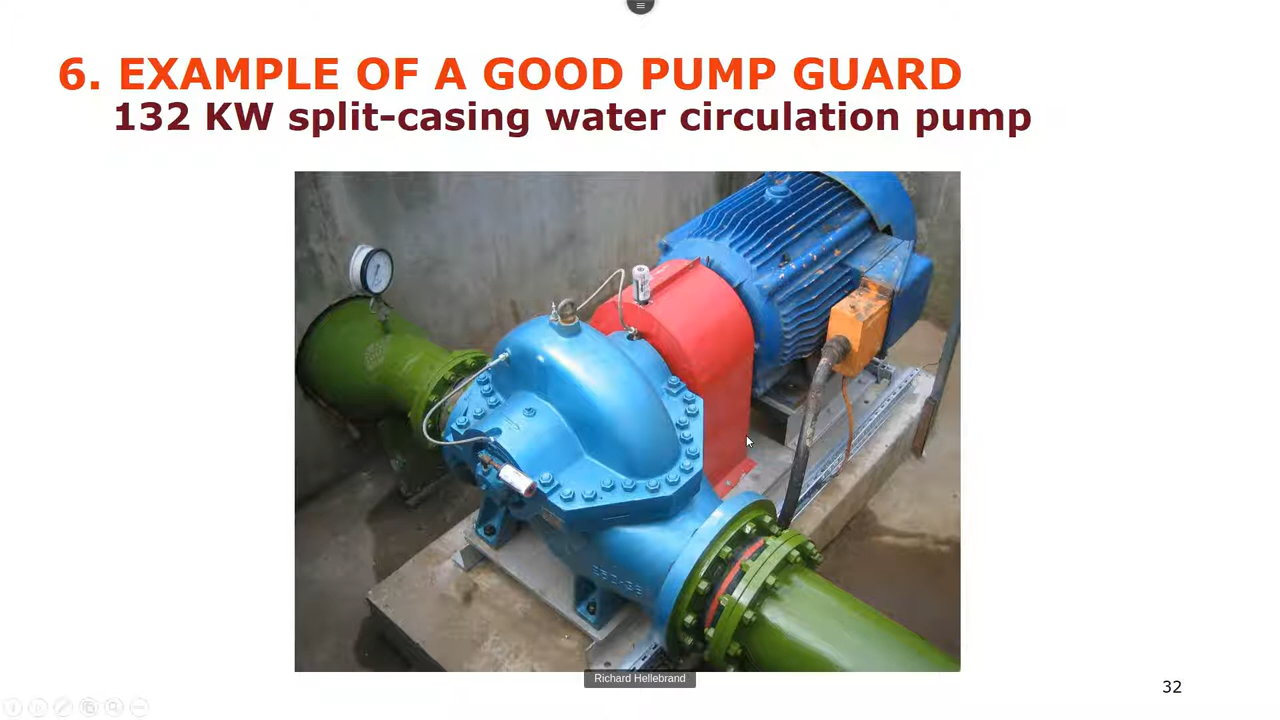 6. EXAMPLE OF A GOOD PUMP GUARD
132 KW split-casing water circulation pump
Richard Hellebrand
32